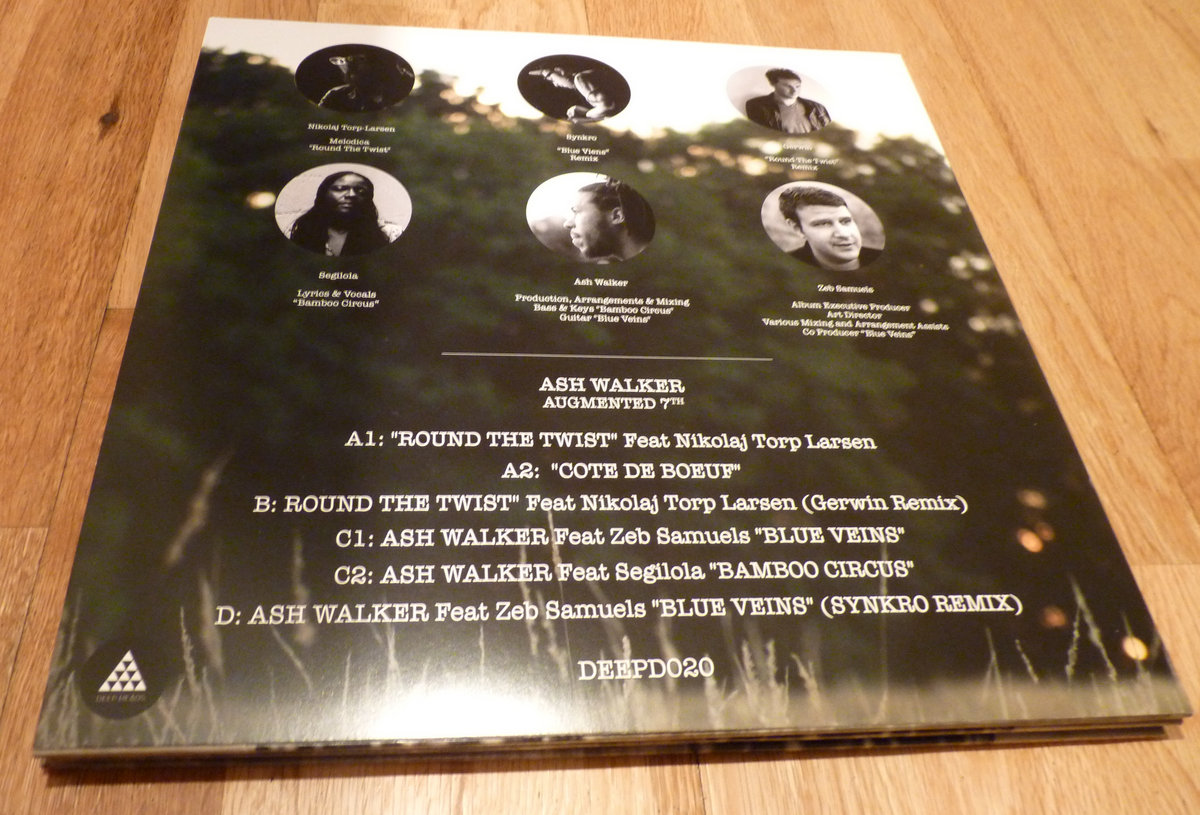 Nikolaj Torp-Larsen
Melodica
"Round The Twist"
Synkro
"Blue Viens"
Remix
Gerwin
"Round The Twist"
Remix
Segilola
Lyrics & Vocals
"Bamboo Circus"
Ash Walker
Production, Arrangements & Mixing
Bass & Keys "Bamboo Circus"
Guitar "Blue Veins"
Zeb Samuels
Album Executive Producer
Art Director
Various Mixing and Arrangement Assists
Co Producer "Blue Veins"
ASH WALKER
AUGMENTED 7TH
A1: "ROUND THE TWIST" Feat Nikolaj Torp Larsen
A2: "COTE DE BOEUF"
B: ROUND THE TWIST" Feat Nikolaj Torp Larsen (Gerwin Remix)
C1: ASH WALKER Feat Zeb Samuels "BLUE VEINS"
C2: ASH WALKER Feat Segilola "BAMBOO CIRCUS"
D: ASH WALKER Feat Zeb Samuels "BLUE VEINS" (SYNKRO REMIX)
DEEPD020
DEEP HEADS